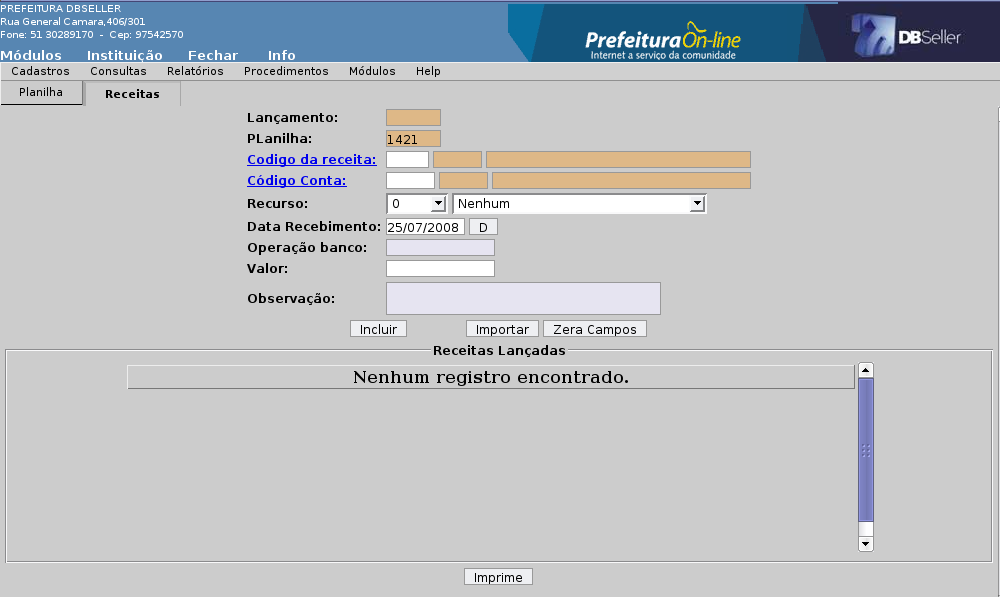 PREFEITURA DBSELLER
Rua General Camara,406/301
Fone: 51 30289170 - Cep: 97542570
Prefeitura On-line
Internet a serviço da comunidade
DBSeller
Módulos Instituição Fechar Info
Cadastros Consultas Relatórios Procedimentos Módulos Help
Planilha Receitas
Lançamento:
PLanilha: 1421
Codigo da receita:
Código Conta:
Recurso: 0 Nenhum
Data Recebimento: 25/07/2008 D
Operação banco:
Valor:
Observação:
Incluir Importar Zera Campos
Receitas Lançadas
Nenhum registro encontrado.
Imprime